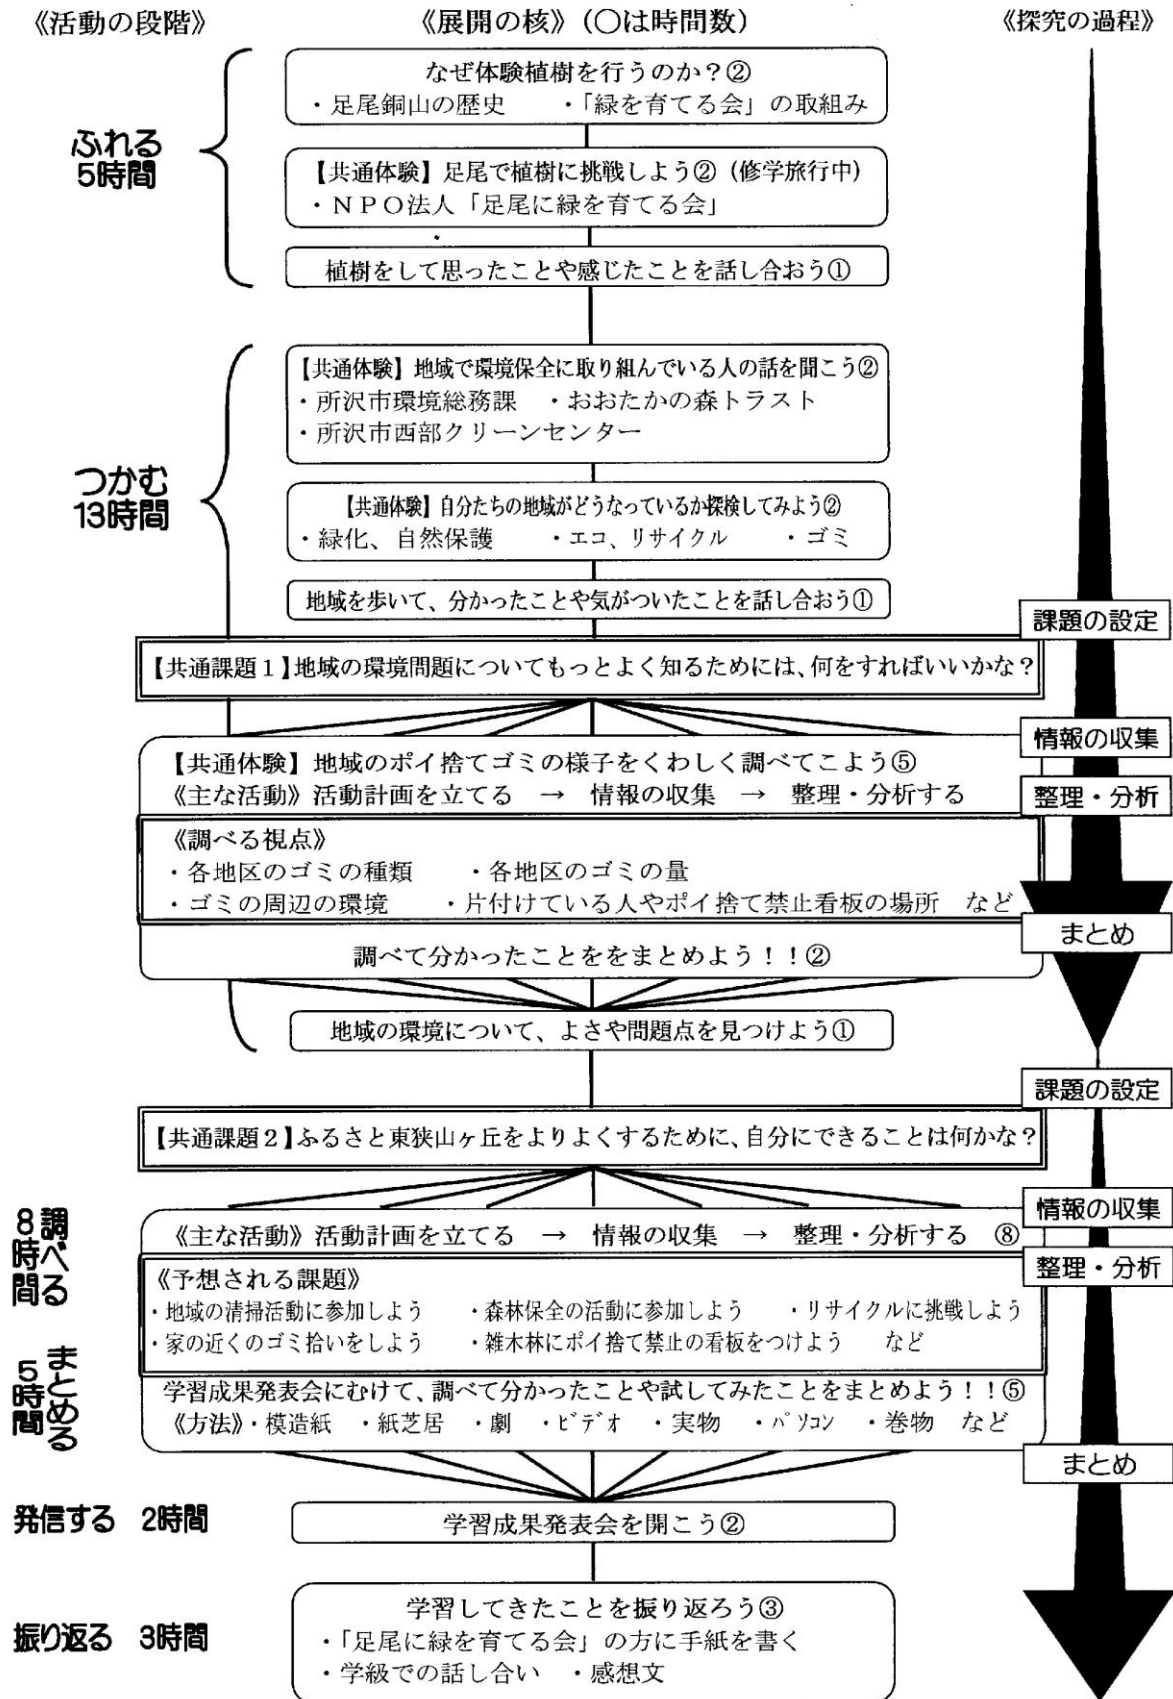 《活動の段階》
《展開の核》(○は時間数)
《探究の過程》
ふれる
5時間
なぜ体験植樹を行うのか？②
・足尾銅山の歴史　・「緑を育てる会」の取組み
【共通体験】足尾で植樹に挑戦しよう②（修学旅行中）
・ＮＰＯ法人「足尾に緑を育てる会」
植樹をして思ったことや感じたことを話し合おう①
つかむ
13時間
【共通体験】地域で環境保全に取り組んでいる人の話を聞こう②
・所沢市環境総務課　・おおたかの森トラスト
・所沢市西部クリーンセンター
【共通体験】自分たちの地域がどうなっているか探検してみよう②
・緑化、自然保護　・エコ、リサイクル　・ゴミ
地域を歩いて、分かったことや気がついたことを話し合おう①
課題の設定
【共通課題１】地域の環境問題についてもっとよく知るためには、何をすればいいかな？
情報の収集
【共通体験】地域のポイ捨てゴミの様子をくわしく調べてこよう⑤
《主な活動》活動計画を立てる　→　情報の収集　→　整理・分析する
整理・分析
《調べる視点》
・各地区のゴミの種類　・各地区のゴミの量
・ゴミの周辺の環境　・片付けている人やポイ捨て禁止看板の場所　など
まとめ
調べて分かったことををまとめよう！！②
地域の環境について、よさや問題点を見つけよう①
課題の設定
【共通課題２】ふるさと東狭山ヶ丘をよりよくするために、自分にできることは何かな？
調べる
8時間
情報の収集
《主な活動》活動計画を立てる　→　情報の収集　→　整理・分析する　⑧
整理・分析
《予想される課題》
・地域の清掃活動に参加しよう　・森林保全の活動に参加しよう　・リサイクルに挑戦しよう
・家の近くのゴミ拾いをしよう　・雑木林にポイ捨て禁止の看板をつけよう　など
まとめる
5時間
学習成果発表会にむけて、調べて分かったことや試してみたことをまとめよう！！⑤
《方法》・模造紙　・紙芝居　・劇　・ビデオ　・実物　・パソコン　・巻物　など
まとめ
発信する　2時間
学習成果発表会を開こう②
振り返る　3時間
学習してきたことを振り返ろう③
・「足尾に緑を育てる会」の方に手紙を書く
・学級での話し合い　・感想文